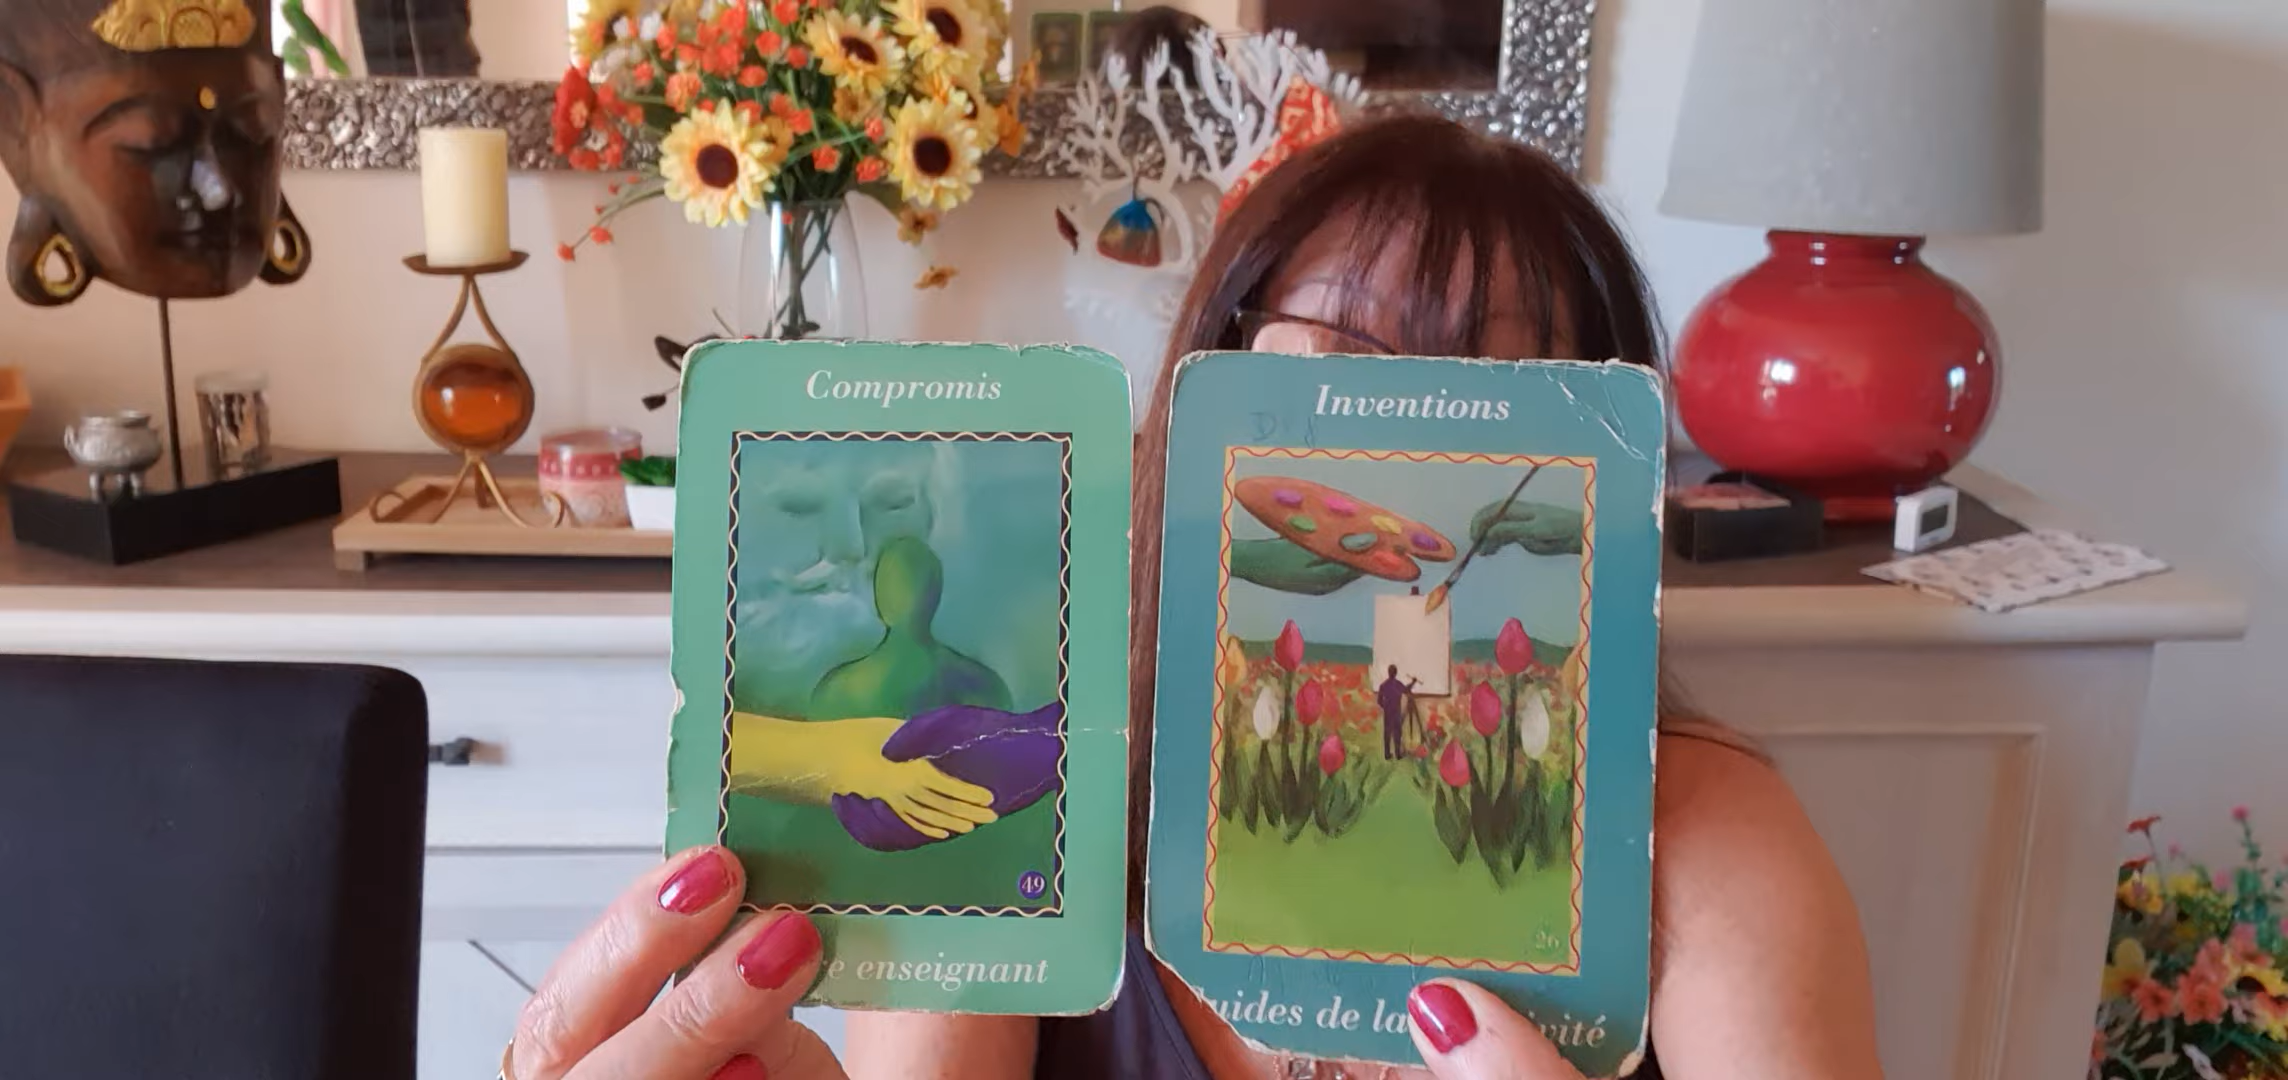 Compromis
49
enseignant
Inventions
26
de la